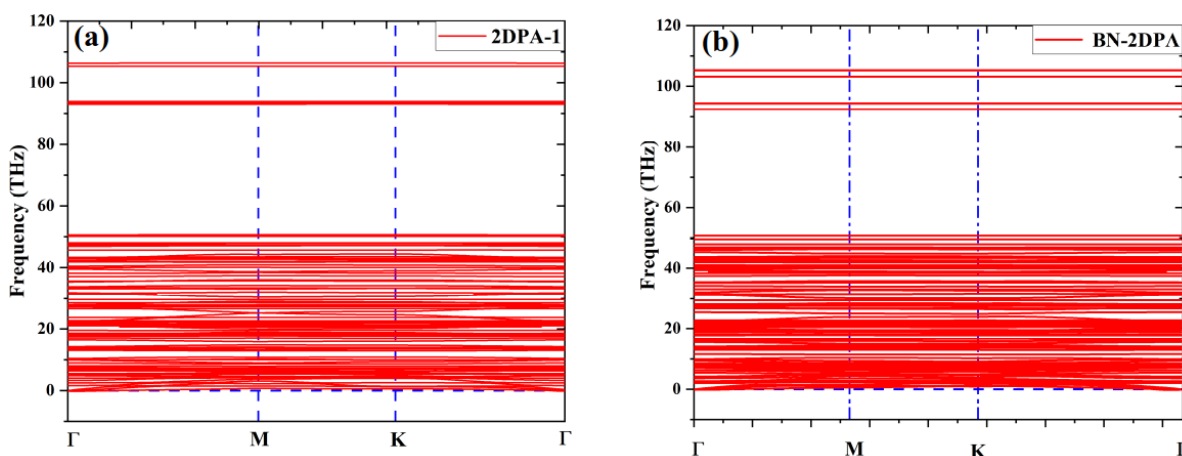 (a)
2DPA-1
120
100
80
60
40
20
0
Frequency (THz)
Γ
M
K
Γ
(b)
BN-2DPA
120
100
80
60
40
20
0
Frequency (THz)
Γ
M
K
Γ